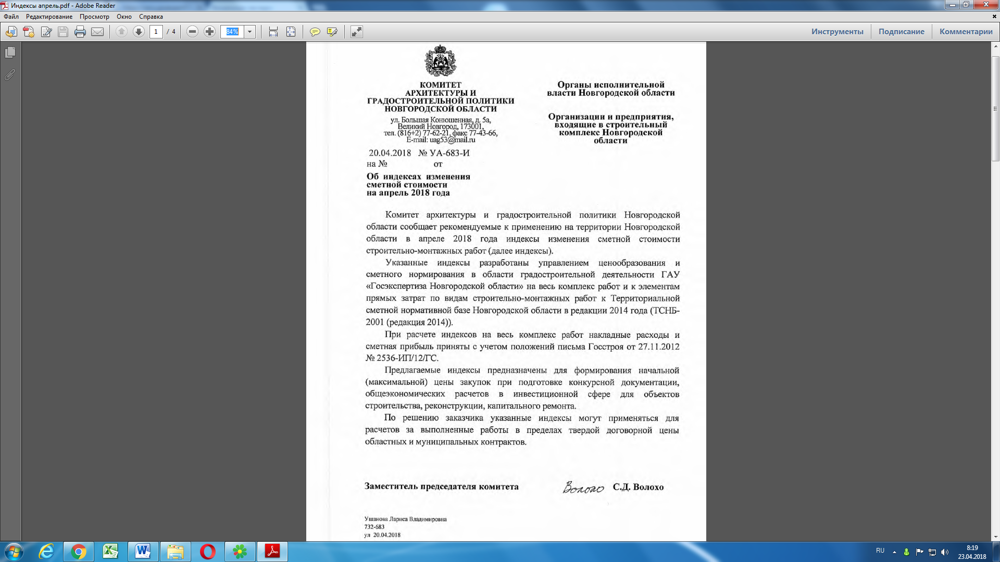 Индексы апрель.pdf - Adobe Reader
Файл Редактирование Просмотр Окно Справка
1 / 4 84% Инструменты Подписание Комментарии
КОМИТЕТ
АРХИТЕКТУРЫ И
ГРАДОСТРОИТЕЛЬНОЙ ПОЛИТИКИ
НОВГОРОДСКОЙ ОБЛАСТИ
ул. Большая Конюшенная, д. 5а,
Великий Новгород, 173001,
тел. (816+2) 77-62-21, факс 77-43-66,
E-mail: uag53@mail.ru
20.04.2018 № УА-683-И
на № от
Органы исполнительной
власти Новгородской области
Организации и предприятия,
входящие в строительный
комплекс Новгородской
области
Об индексах изменения
сметной стоимости
на апрель 2018 года
Комитет архитектуры и градостроительной политики Новгородской
области сообщает рекомендуемые к применению на территории Новгородской
области в апреле 2018 года индексы изменения сметной стоимости
строительно-монтажных работ (далее индексы).
Указанные индексы разработаны управлением ценообразования и
сметного нормирования в области градостроительной деятельности ГАУ
«Госэкспертиза Новгородской области» на весь комплекс работ и к элементам
прямых затрат по видам строительно-монтажных работ к Территориальной
сметной нормативной базе Новгородской области в редакции 2014 года (ТСНБ-
2001 (редакция 2014)).
При расчете индексов на весь комплекс работ накладные расходы и
сметная прибыль приняты с учетом положений письма Госстроя от 27.11.2012
№ 2536-ИП/12/ГС.
Предлагаемые индексы предназначены для формирования начальной
(максимальной) цены закупок при подготовке конкурсной документации,
общеэкономических расчетов в инвестиционной сфере для объектов
строительства, реконструкции, капитального ремонта.
По решению заказчика указанные индексы могут применяться для
расчетов за выполненные работы в пределах твердой договорной цены
областных и муниципальных контрактов.
Заместитель председателя комитета Волохо С.Д. Волохо
Ушанова Лариса Владимировна
732-683
ул 20.04.2018
RU 8:19
23.04.2018